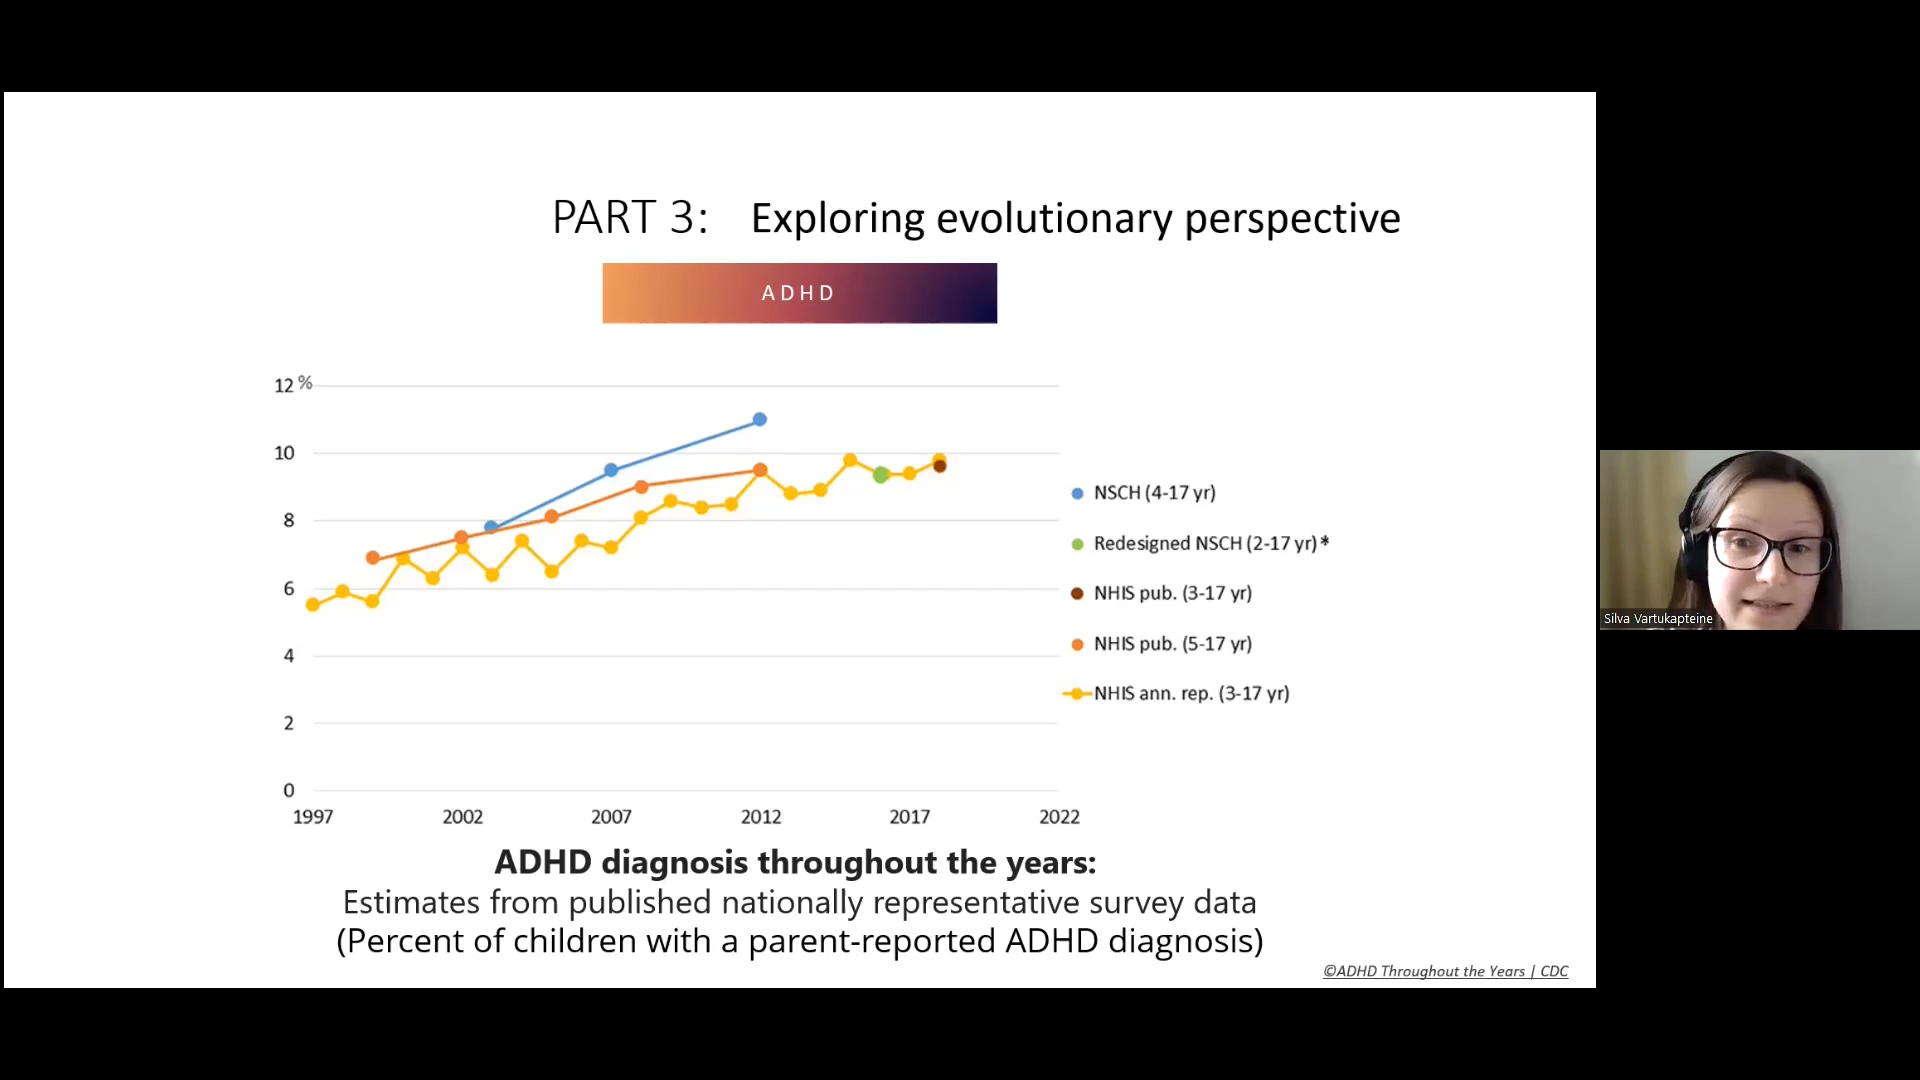 PART 3: Exploring evolutionary perspective
ADHD
12 %
10
8
6
4
2
0
1997 2002 2007 2012 2017 2022
NSCH (4-17 yr)
Redesigned NSCH (2-17 yr)*
NHIS pub. (3-17 yr)
NHIS pub. (5-17 yr)
NHIS ann. rep. (3-17 yr)
ADHD diagnosis throughout the years:
Estimates from published nationally representative survey data
(Percent of children with a parent-reported ADHD diagnosis)
©ADHD Throughout the Years | CDC
Silva Vartukapteine